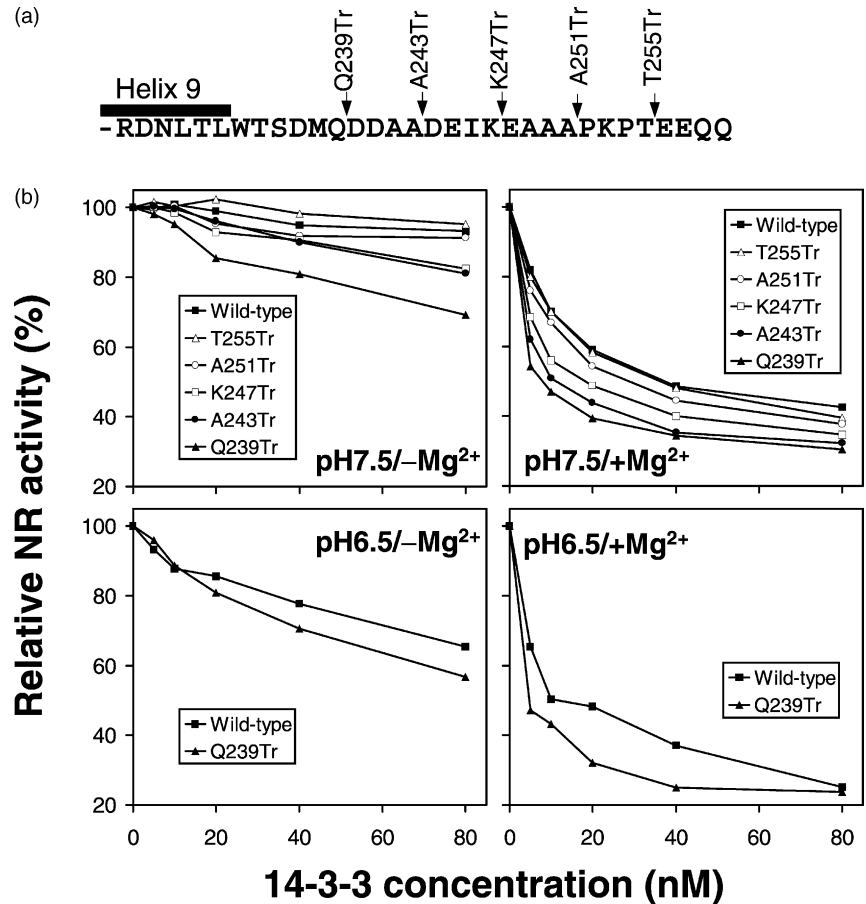 (a)
Q239Tr
A243Tr
K247Tr
A251Tr
T255Tr
Helix 9
-RDNLTLWTSDMQDDAADEIKEAAAPKPTEEQQ
(b)
Relative NR activity (%)
100
80
60
40
20
Wild-type
T255Tr
A251Tr
K247Tr
A243Tr
Q239Tr
pH7.5/−Mg²⁺
Wild-type
T255Tr
A251Tr
K247Tr
A243Tr
Q239Tr
pH7.5/+Mg²⁺
100
80
60
40
20
pH6.5/−Mg²⁺
Wild-type
Q239Tr
0 20 40 60 80
pH6.5/+Mg²⁺
Wild-type
Q239Tr
0 20 40 60 80
14-3-3 concentration (nM)